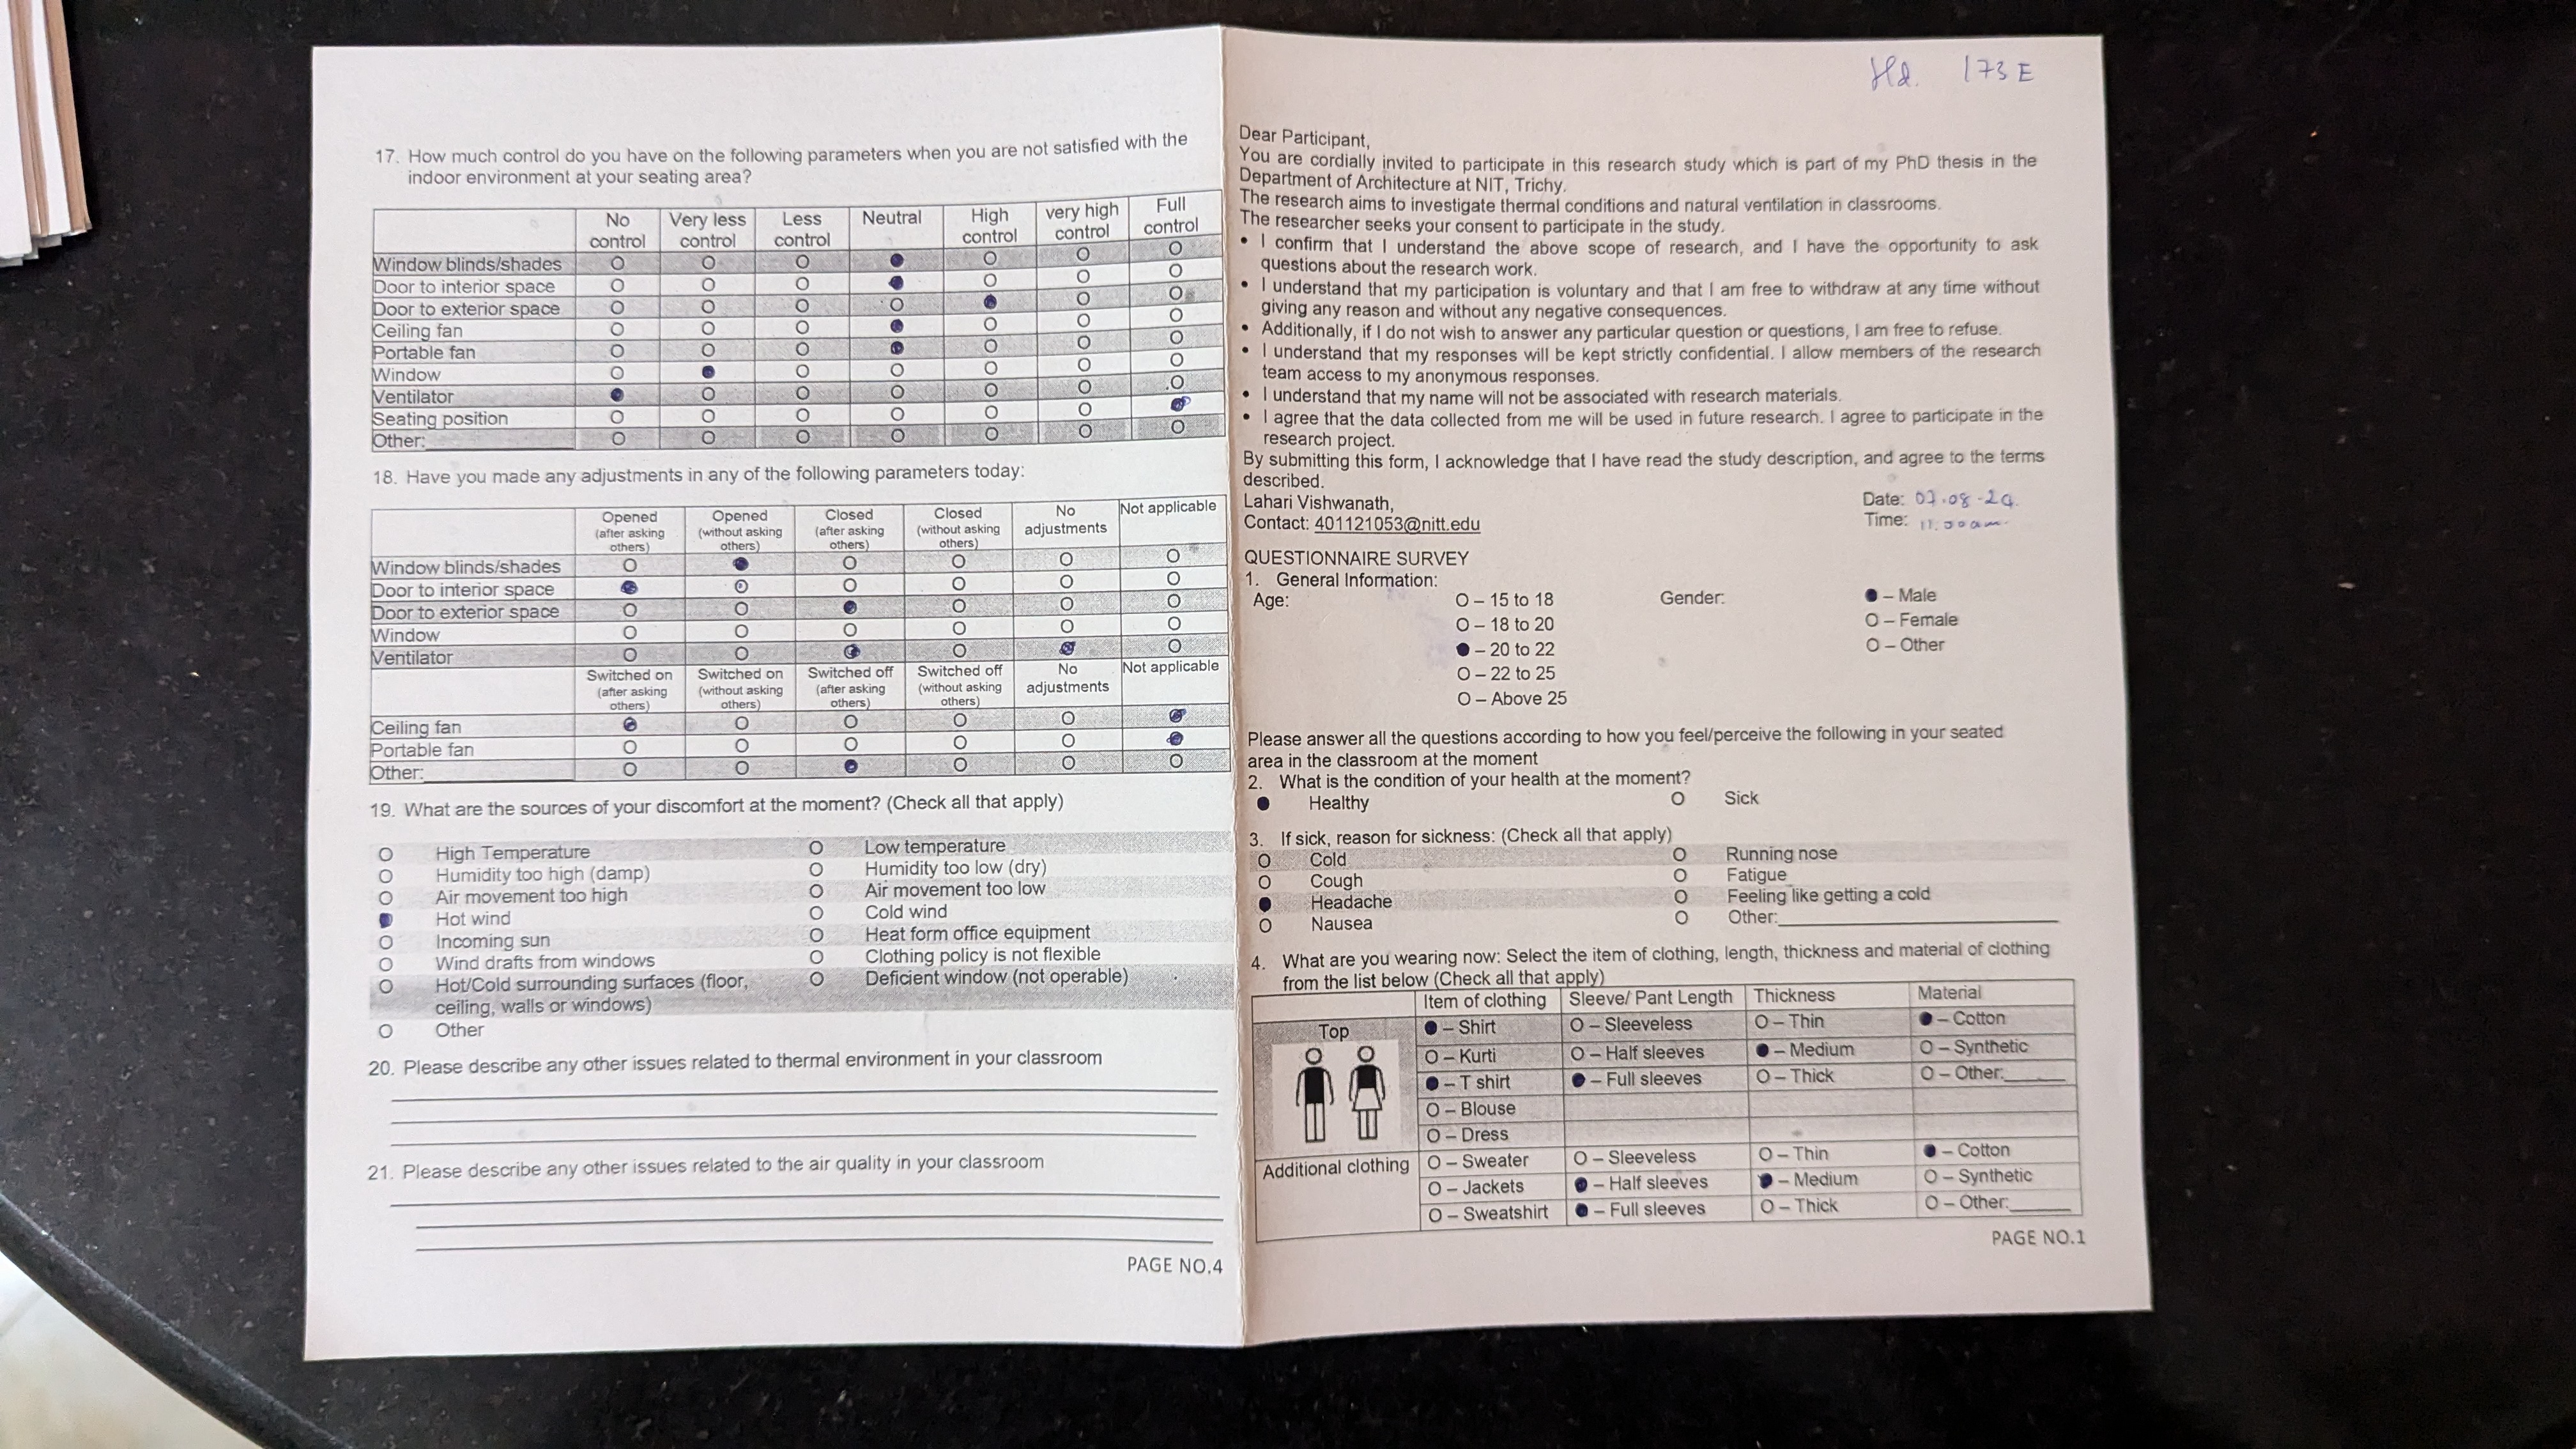 17. How much control do you have on the following parameters when you are not satisfied with the
indoor environment at your seating area?
No control Very less control Less control Neutral High control very high control Full control
Window blinds/shades O O O ● O O O
Door to interior space O O O ● O O O
Door to exterior space O O O O ● O O
Ceiling fan O O O ● O O O
Portable fan O O O ● O O O
Window O ● O O O O O
Ventilator ● O O O O O O
Seating position O O O O O O ●
Other: O O O O O O O
18. Have you made any adjustments in any of the following parameters today:
Opened (after asking others) Opened (without asking others) Closed (after asking others) Closed (without asking others) No adjustments Not applicable
Window blinds/shades O ● O O O O
Door to interior space ● O O O O O
Door to exterior space O O ● O O O
Window O O O O O O
Ventilator O O ● O ● O
Switched on (after asking others) Switched on (without asking others) Switched off (after asking others) Switched off (without asking others) No adjustments Not applicable
Ceiling fan ● O O O O ●
Portable fan O O O O O ●
Other: O O ● O O O
19. What are the sources of your discomfort at the moment? (Check all that apply)
O High Temperature O Low temperature
O Humidity too high (damp) O Humidity too low (dry)
O Air movement too high O Air movement too low
● Hot wind O Cold wind
O Incoming sun O Heat form office equipment
O Wind drafts from windows O Clothing policy is not flexible
O Hot/Cold surrounding surfaces (floor, O Deficient window (not operable)
ceiling, walls or windows)
O Other
20. Please describe any other issues related to thermal environment in your classroom
21. Please describe any other issues related to the air quality in your classroom
PAGE NO.4
173 E
Dear Participant,
You are cordially invited to participate in this research study which is part of my PhD thesis in the
Department of Architecture at NIT, Trichy.
The research aims to investigate thermal conditions and natural ventilation in classrooms.
The researcher seeks your consent to participate in the study.
• I confirm that I understand the above scope of research, and I have the opportunity to ask
questions about the research work.
• I understand that my participation is voluntary and that I am free to withdraw at any time without
giving any reason and without any negative consequences.
• Additionally, if I do not wish to answer any particular question or questions, I am free to refuse.
• I understand that my responses will be kept strictly confidential. I allow members of the research
team access to my anonymous responses.
• I understand that my name will not be associated with research materials.
• I agree that the data collected from me will be used in future research. I agree to participate in the
research project.
By submitting this form, I acknowledge that I have read the study description, and agree to the terms
described.
Lahari Vishwanath, Date:
Contact: 401121053@nitt.edu Time:
QUESTIONNAIRE SURVEY
1. General Information:
Age: O – 15 to 18 Gender: ● – Male
O – 18 to 20 O – Female
● – 20 to 22 O – Other
O – 22 to 25
O – Above 25
Please answer all the questions according to how you feel/perceive the following in your seated
area in the classroom at the moment
2. What is the condition of your health at the moment?
● Healthy O Sick
3. If sick, reason for sickness: (Check all that apply)
O Cold O Running nose
O Cough O Fatigue
● Headache O Feeling like getting a cold
O Nausea O Other:
4. What are you wearing now: Select the item of clothing, length, thickness and material of clothing
from the list below (Check all that apply)
Item of clothing Sleeve/ Pant Length Thickness Material
Top ● – Shirt O – Sleeveless O – Thin ● – Cotton
O – Kurti O – Half sleeves ● – Medium O – Synthetic
● – T shirt ● – Full sleeves O – Thick O – Other:
O – Blouse
O – Dress
Additional clothing O – Sweater O – Sleeveless O – Thin ● – Cotton
O – Jackets ● – Half sleeves ● – Medium O – Synthetic
O – Sweatshirt ● – Full sleeves O – Thick O – Other:
PAGE NO.1